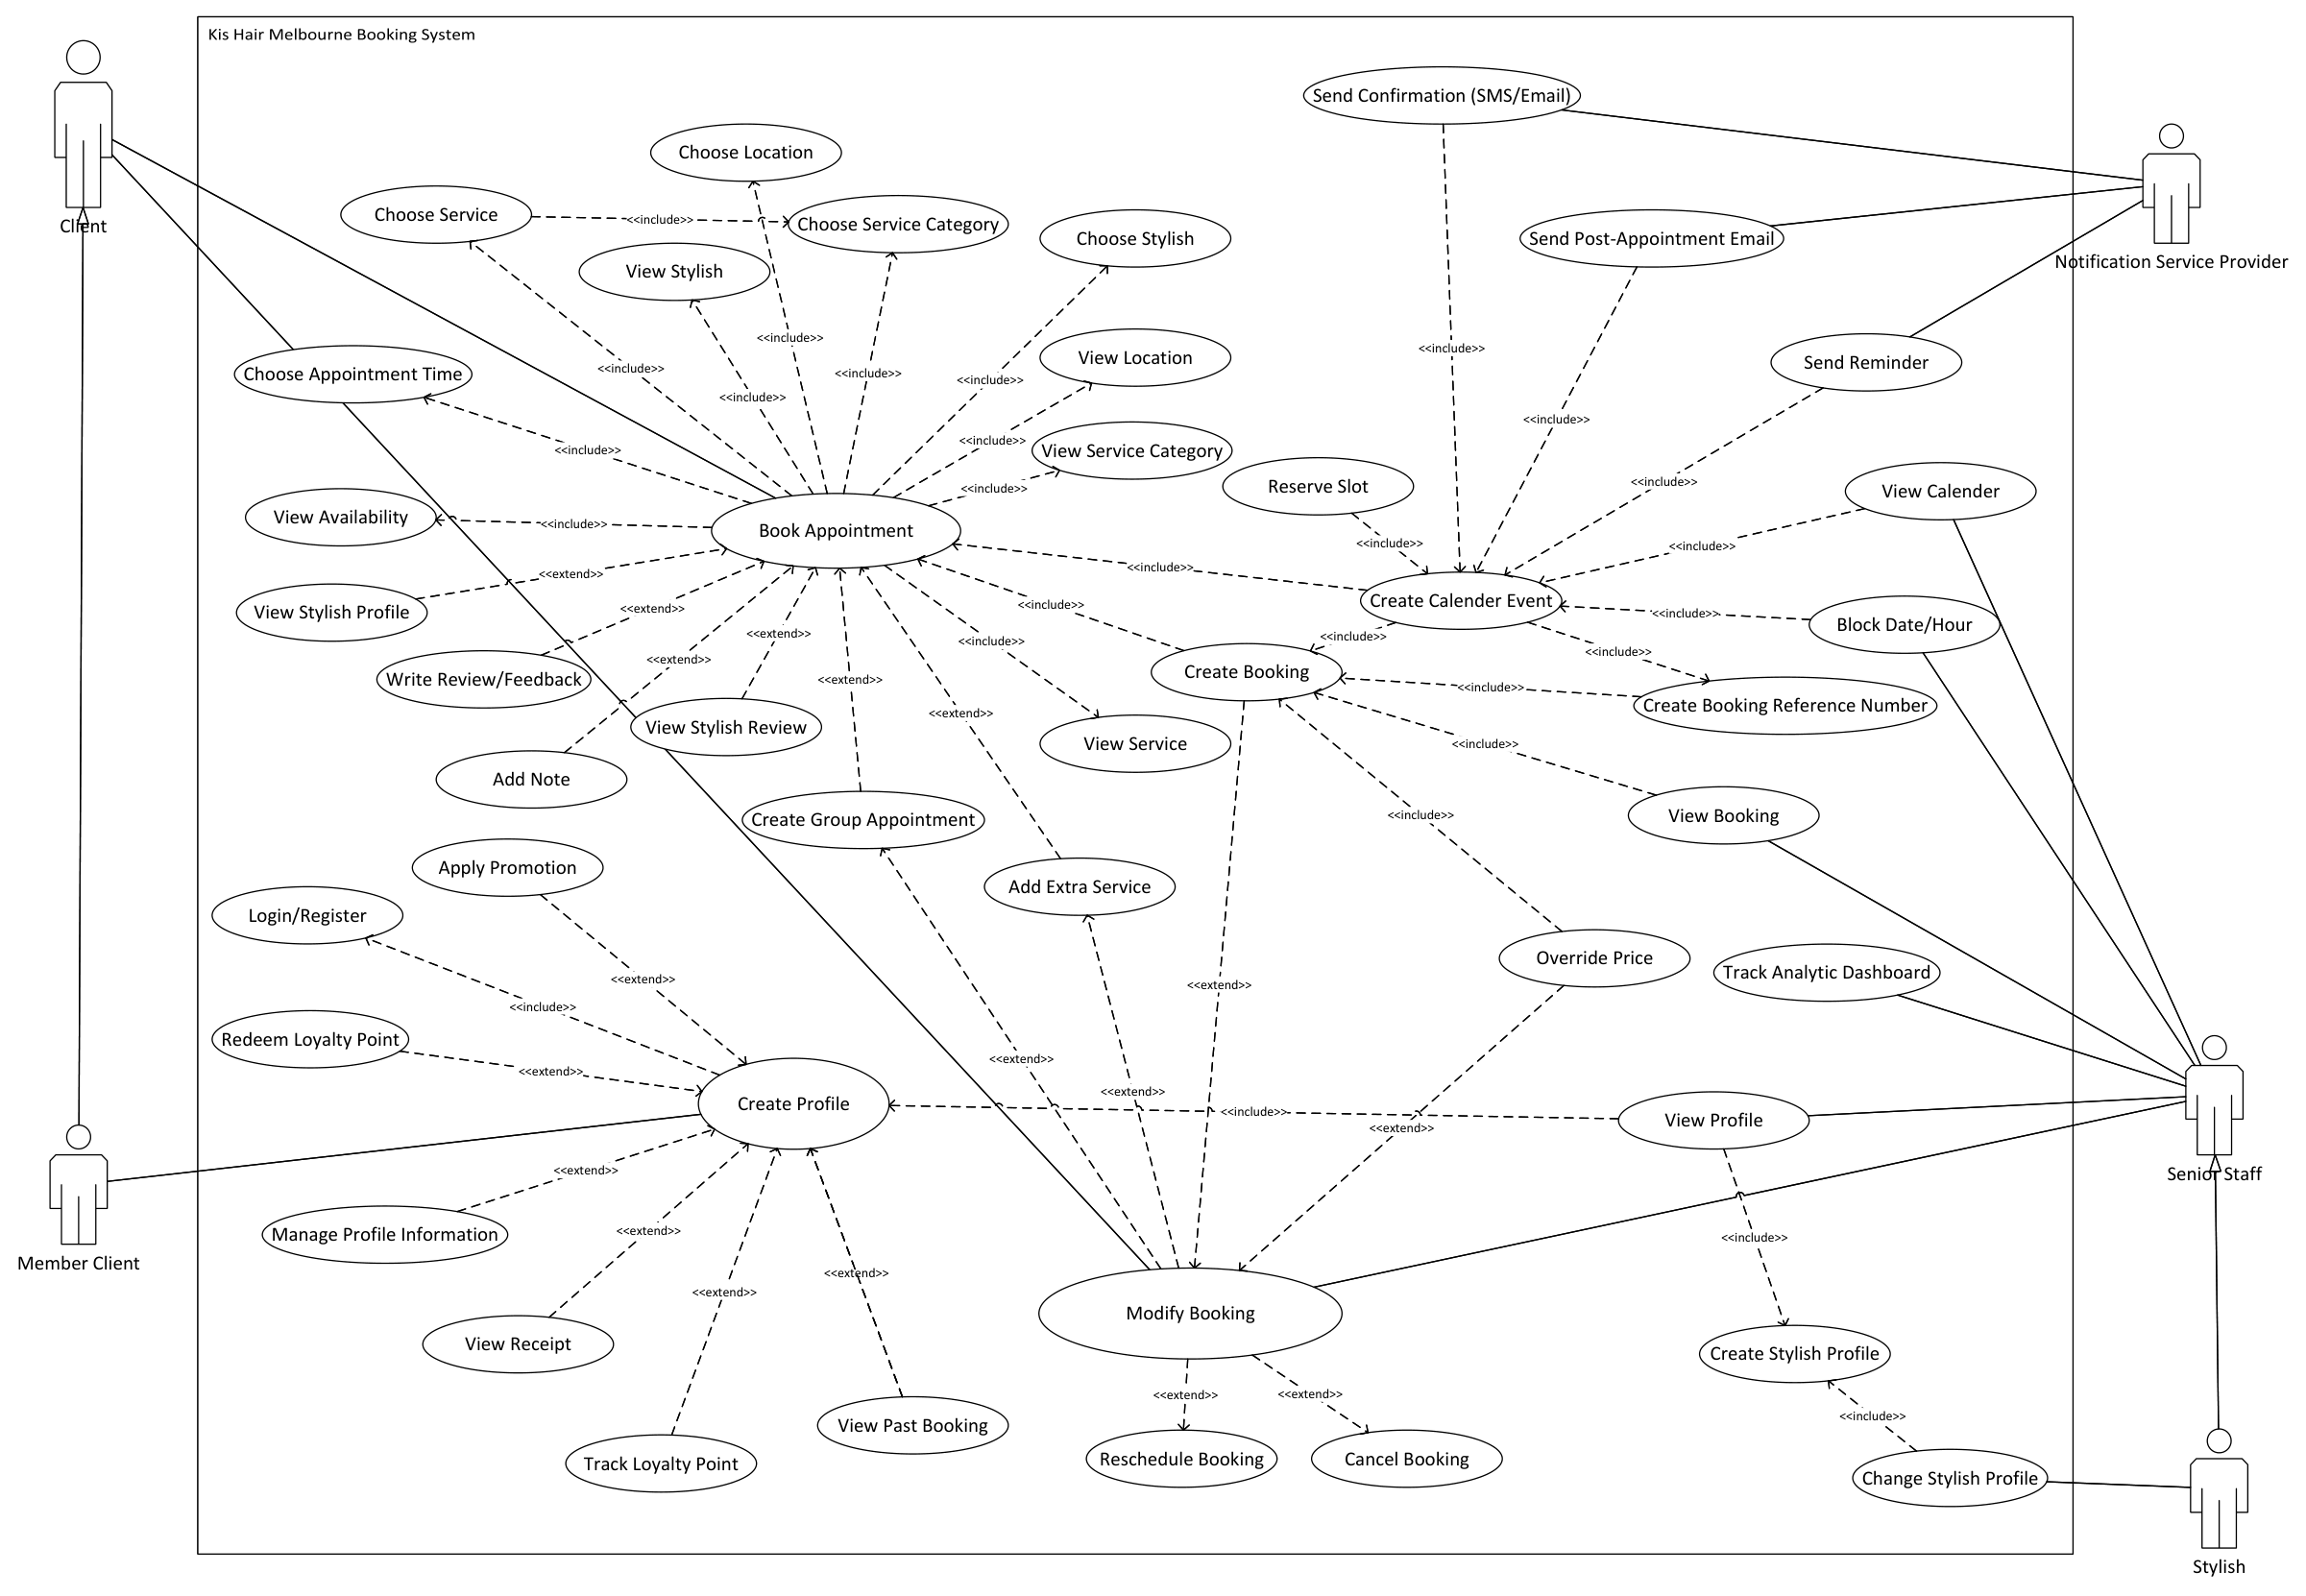 Kis Hair Melbourne Booking System
Client
Notification Service Provider
Send Confirmation (SMS/Email)
Choose Location
Choose Service
<<include>>
Choose Service Category
Choose Stylish
Send Post-Appointment Email
View Stylish
<<include>>
<<include>>
View Location
Send Reminder
Choose Appointment Time
<<include>>
<<include>>
<<include>>
<<include>>
<<include>>
<<include>>
View Service Category
<<include>>
<<include>>
<<include>>
Reserve Slot
View Calender
View Availability
<<include>>
Book Appointment
<<include>>
<<include>>
<<include>>
<<extend>>
View Stylish Profile
<<extend>>
<<include>>
Create Calender Event
<<include>>
Block Date/Hour
<<extend>>
<<include>>
<<include>>
<<include>>
<<extend>>
Write Review/Feedback
<<extend>>
Create Booking
<<include>>
Create Booking Reference Number
<<extend>>
View Stylish Review
View Service
<<include>>
Add Note
Create Group Appointment
<<include>>
View Booking
Apply Promotion
Add Extra Service
Login/Register
Override Price
Track Analytic Dashboard
<<extend>>
<<extend>>
<<include>>
Redeem Loyalty Point
<<extend>>
<<extend>>
<<extend>>
Create Profile
<<include>>
View Profile
<<extend>>
<<extend>>
Senior Staff
Manage Profile Information
<<extend>>
<<include>>
Member Client
<<extend>>
<<extend>>
Modify Booking
View Receipt
Create Stylish Profile
<<extend>>
<<extend>>
<<include>>
View Past Booking
Track Loyalty Point
Reschedule Booking
Cancel Booking
Change Stylish Profile
Stylish